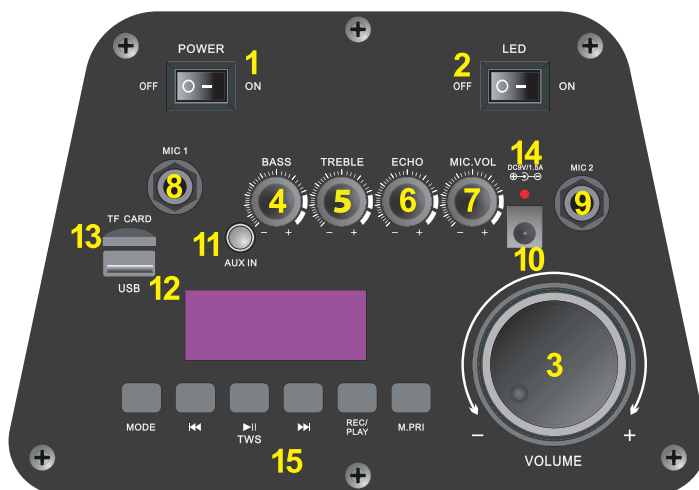 POWER
1
OFF
ON
LED
2
OFF
ON
MIC 1
8
BASS
4
- +
TREBLE
5
- +
ECHO
6
- +
MIC.VOL
7
- +
14
DC9V/1.5A
MIC 2
9
10
TF CARD
13
11
AUX IN
USB
12
3
- +
VOLUME
MODE
TWS
REC/
PLAY
M.PRI
15